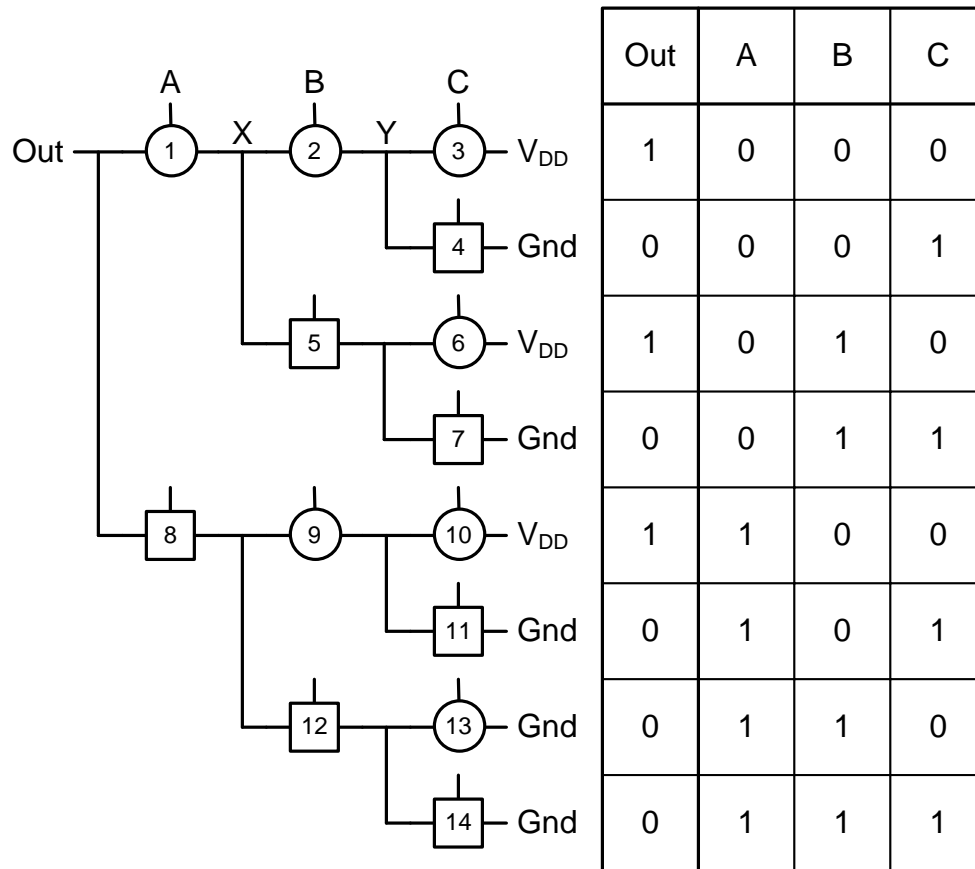 Out A B C
A B C
Out 1 X 2 Y 3 VDD 1 0 0 0
4 Gnd 0 0 0 1
5 6 VDD 1 0 1 0
7 Gnd 0 0 1 1
8 9 10 VDD 1 1 0 0
11 Gnd 0 1 0 1
12 13 Gnd 0 1 1 0
14 Gnd 0 1 1 1